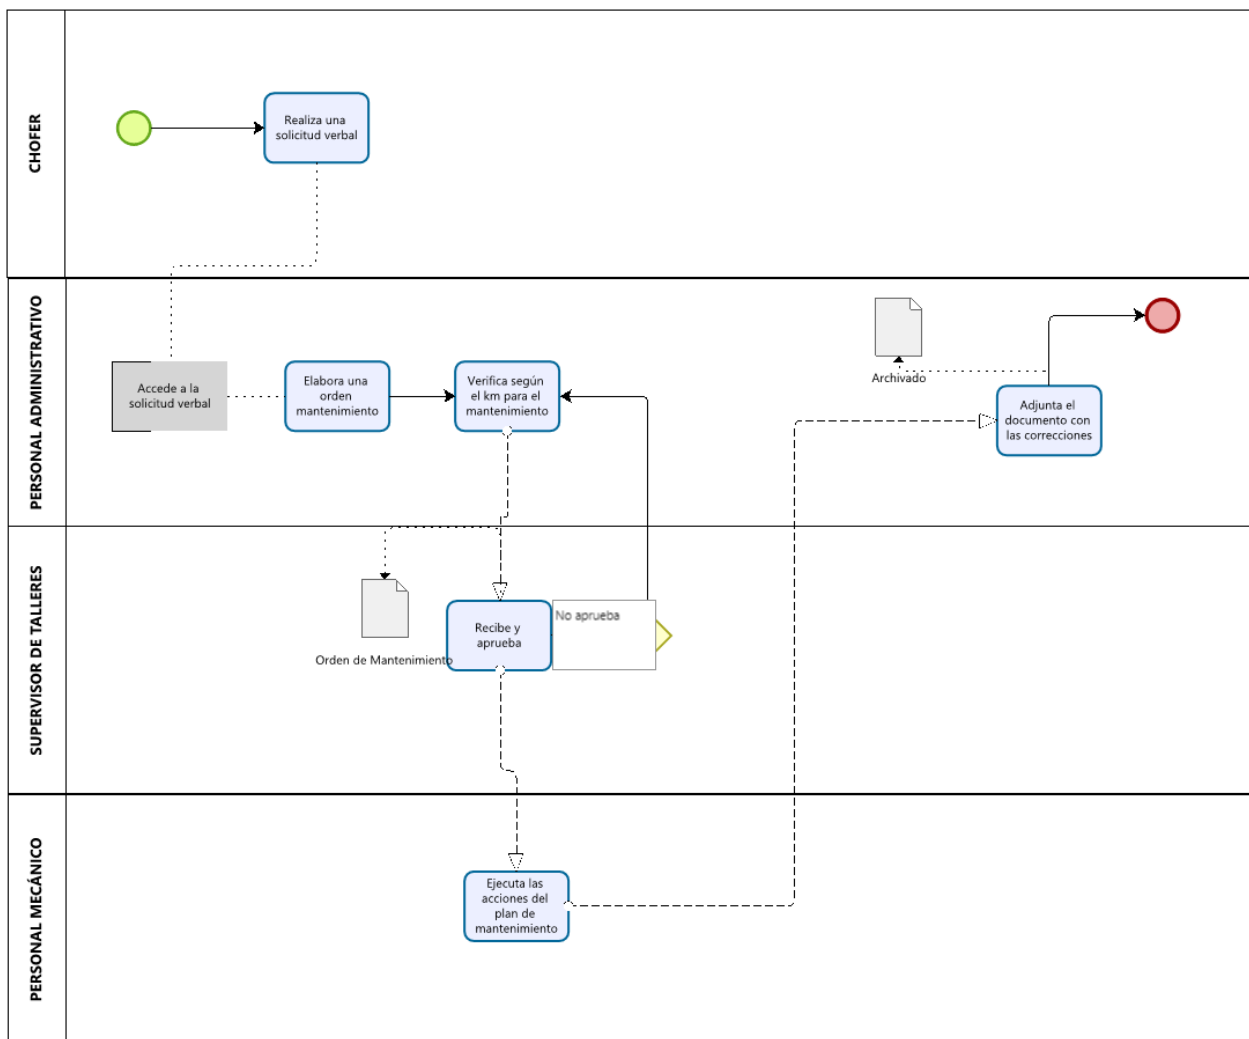 CHOFER
Realiza una
solicitud verbal
PERSONAL ADMINISTRATIVO
Accede a la
solicitud verbal
Elabora una
orden
mantenimiento
Verifica según
el km para el
mantenimiento
Archivado
Adjunta el
documento con
las correcciones
SUPERVISOR DE TALLERES
Orden de Mantenimiento
Recibe y
aprueba
No aprueba
PERSONAL MECÁNICO
Ejecuta las
acciones del
plan de
mantenimiento